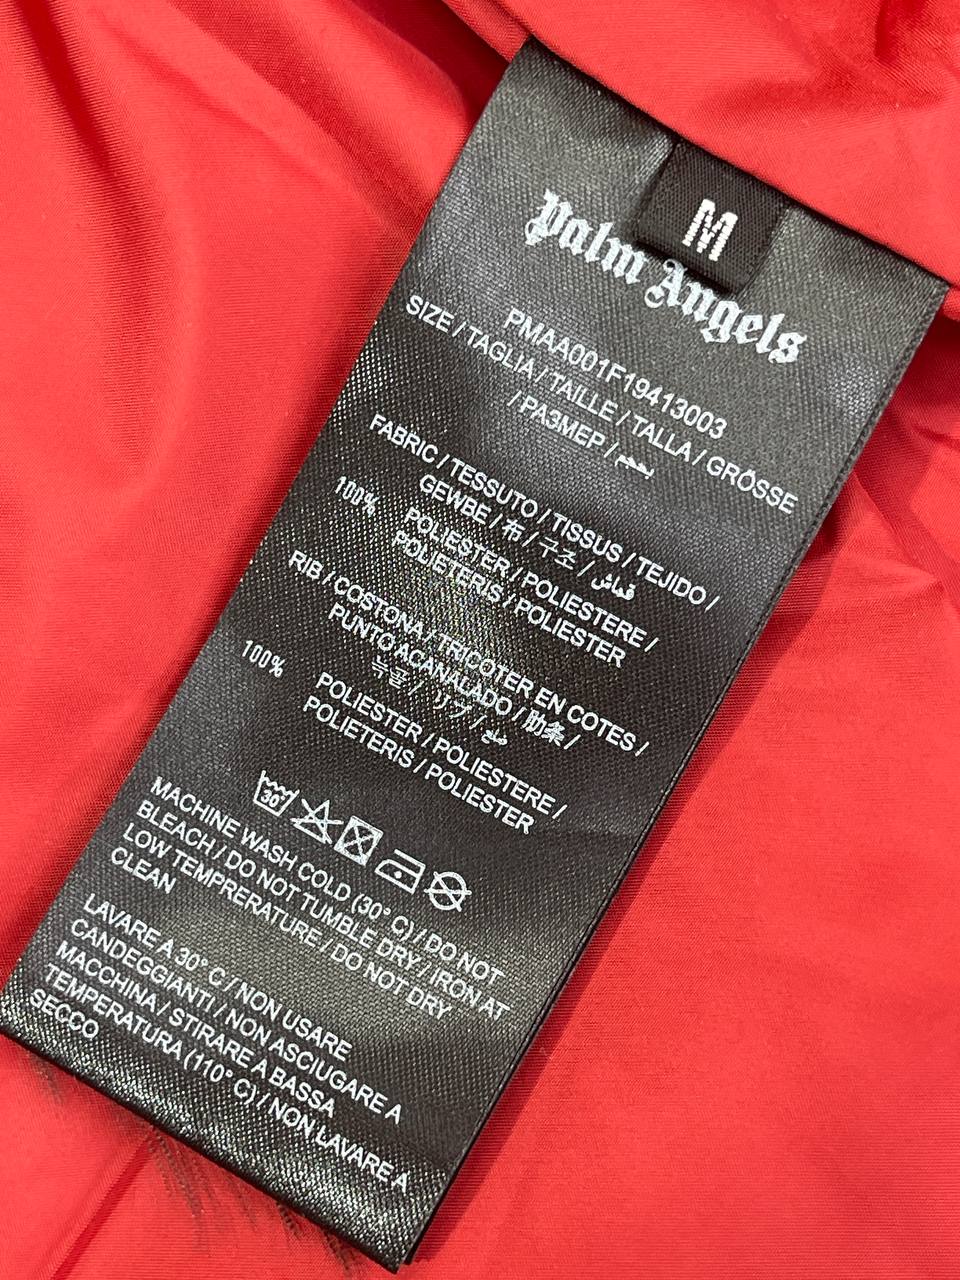 M
Palm Angels
PMAA001F19413003
SIZE / TAGLIA / TAILLE / TALLA / GRÖSSE
/ РАЗМЕР /
FABRIC / TESSUTO / TISSUS / TEJIDO /
GEWBE / 布 / 구조 / قماش
100% POLIESTER / POLIESTERE /
POLIETERIS / POLIESTER
RIB / COSTONA / TRICOTER EN COTES /
PUNTO ACANALADO / 肋条 /
늑골 / リブ / ضلع
100% POLIESTER / POLIESTERE /
POLIETERIS / POLIESTER
30°
MACHINE WASH COLD (30° C) / DO NOT
BLEACH / DO NOT TUMBLE DRY / IRON AT
LOW TEMPRERATURE / DO NOT DRY
CLEAN
LAVARE A 30° C / NON USARE
CANDEGGIANTI / NON ASCIUGARE A
MACCHINA / STIRARE A BASSA
TEMPERATURA (110° C) / NON LAVARE A
SECCO